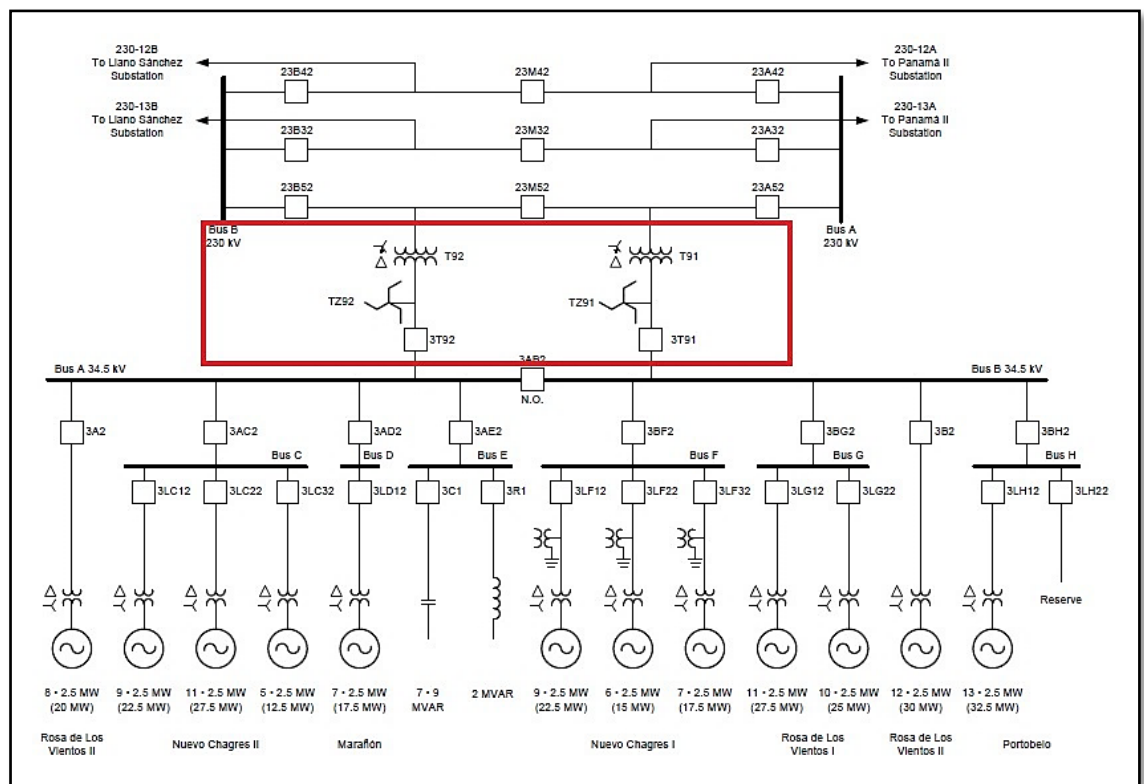 230-12B
To Llano Sánchez
Substation
230-12A
To Panamá II
Substation
23B42
23M42
23A42
230-13B
To Llano Sánchez
Substation
230-13A
To Panamá II
Substation
23B32
23M32
23A32
23B52
23M52
23A52
Bus B
230 kV
Bus A
230 kV
T92
T91
TZ92
TZ91
3T92
3T91
3AB2
Bus A 34.5 kV
Bus B 34.5 kV
N.O.
3A2
3AC2
3AD2
3AE2
3BF2
3BG2
3B2
3BH2
Bus C
Bus D
Bus E
Bus F
Bus G
Bus H
3LC12
3LC22
3LC32
3LD12
3C1
3R1
3LF12
3LF22
3LF32
3LG12
3LG22
3LH12
3LH22
Reserve
8 • 2.5 MW
(20 MW)
9 • 2.5 MW
(22.5 MW)
11 • 2.5 MW
(27.5 MW)
5 • 2.5 MW
(12.5 MW)
7 • 2.5 MW
(17.5 MW)
7 • 9
MVAR
2 MVAR
9 • 2.5 MW
(22.5 MW)
6 • 2.5 MW
(15 MW)
7 • 2.5 MW
(17.5 MW)
11 • 2.5 MW
(27.5 MW)
10 • 2.5 MW
(25 MW)
12 • 2.5 MW
(30 MW)
13 • 2.5 MW
(32.5 MW)
Rosa de Los
Vientos II
Nuevo Chagres II
Marañón
Nuevo Chagres I
Rosa de Los
Vientos I
Rosa de Los
Vientos II
Portobelo